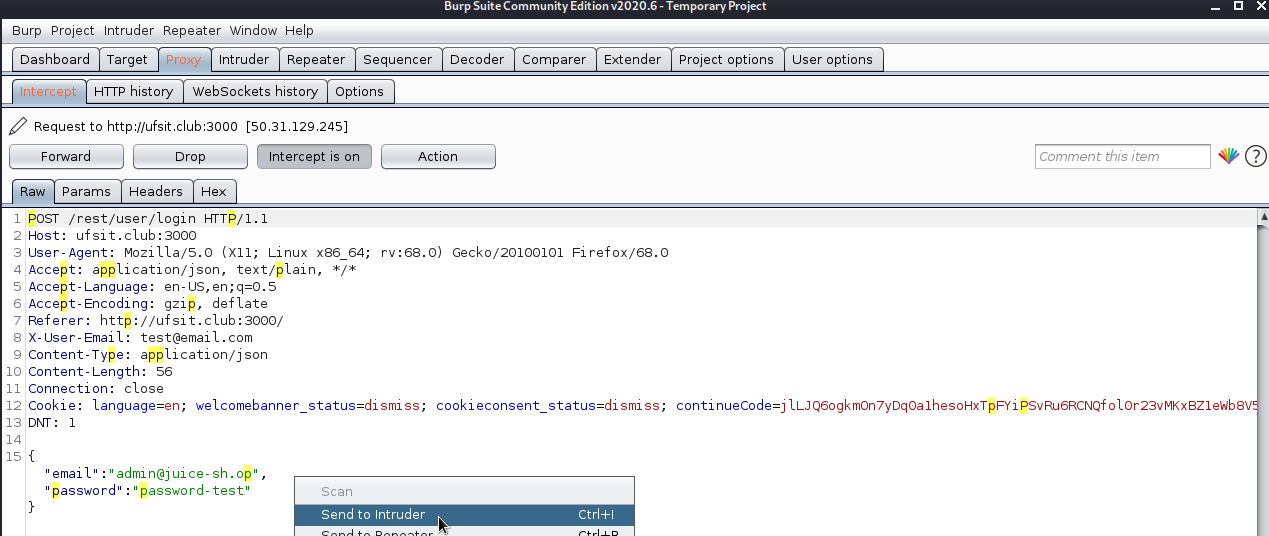 Burp Suite Community Edition v2020.6 - Temporary Project
Burp Project Intruder Repeater Window Help
Dashboard Target Proxy Intruder Repeater Sequencer Decoder Comparer Extender Project options User options
Intercept HTTP history WebSockets history Options
Request to http://ufsit.club:3000 [50.31.129.245]
Forward Drop Intercept is on Action Comment this item ?
Raw Params Headers Hex
1 POST /rest/user/login HTTP/1.1
2 Host: ufsit.club:3000
3 User-Agent: Mozilla/5.0 (X11; Linux x86_64; rv:68.0) Gecko/20100101 Firefox/68.0
4 Accept: application/json, text/plain, */*
5 Accept-Language: en-US,en;q=0.5
6 Accept-Encoding: gzip, deflate
7 Referer: http://ufsit.club:3000/
8 X-User-Email: test@email.com
9 Content-Type: application/json
10 Content-Length: 56
11 Connection: close
12 Cookie: language=en; welcomebanner_status=dismiss; cookieconsent_status=dismiss; continueCode=jlLJQ6ogkmOn7yDq0a1hesoHxTpFYiPSvRu6RCNQfol0r23vMKxBZ1eWb8V5
13 DNT: 1
14
15 {
"email":"admin@juice-sh.op",
"password":"password-test"
}
Scan
Send to Intruder Ctrl+I
Send to Repeater Ctrl+R